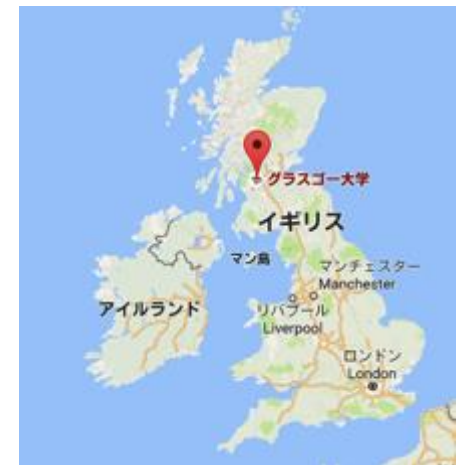 グラスゴー大学
イギリス
マン島
マンチェスター
Manchester
アイルランド
リバプール
Liverpool
ロンドン
London